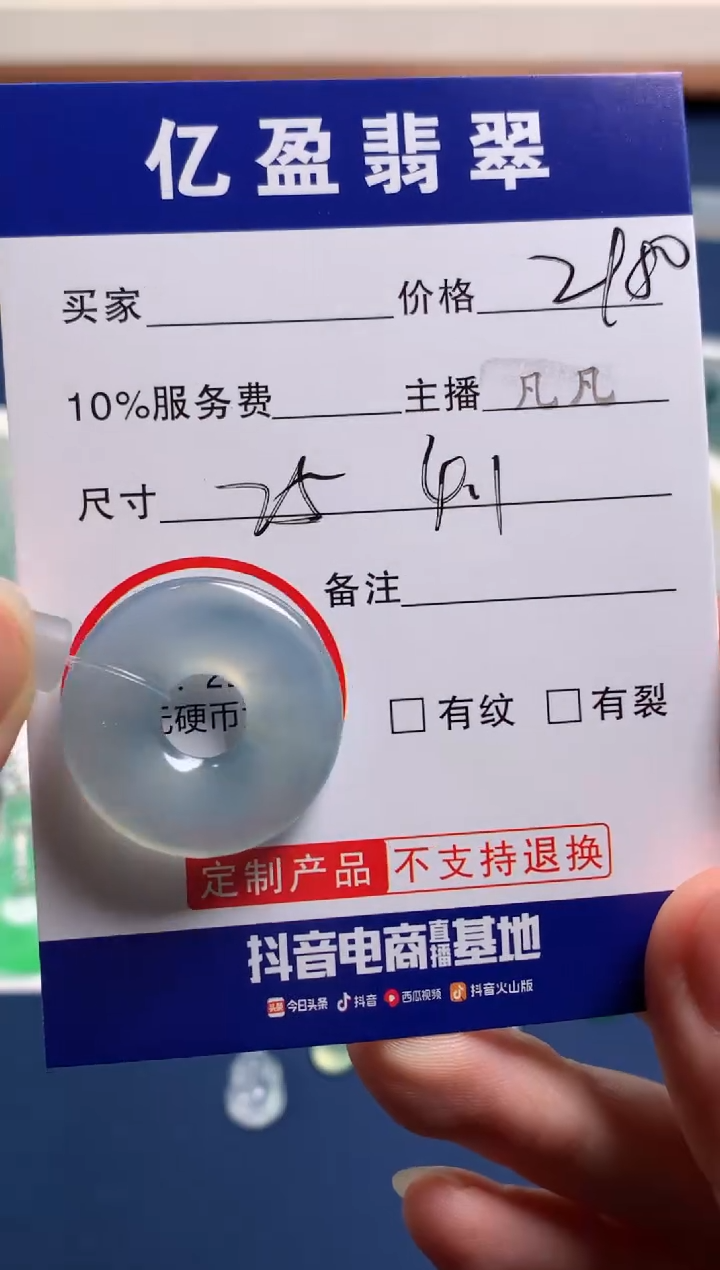 亿盈翡翠
买家 价格 2180
10%服务费 主播 凡凡
尺寸 25 4.1
备注
元硬币
有纹 有裂
定制产品 不支持退换
抖音电商直播基地
头条 今日头条 抖音 西瓜视频 抖音火山版